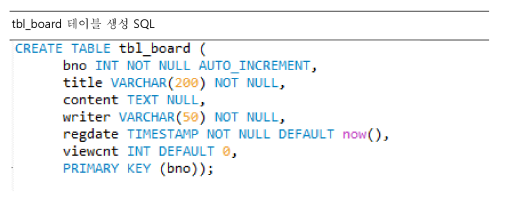 tbl_board 테이블 생성 SQL
CREATE TABLE tbl_board (
bno INT NOT NULL AUTO_INCREMENT,
title VARCHAR(200) NOT NULL,
content TEXT NULL,
writer VARCHAR(50) NOT NULL,
regdate TIMESTAMP NOT NULL DEFAULT now(),
viewcnt INT DEFAULT 0,
PRIMARY KEY (bno));